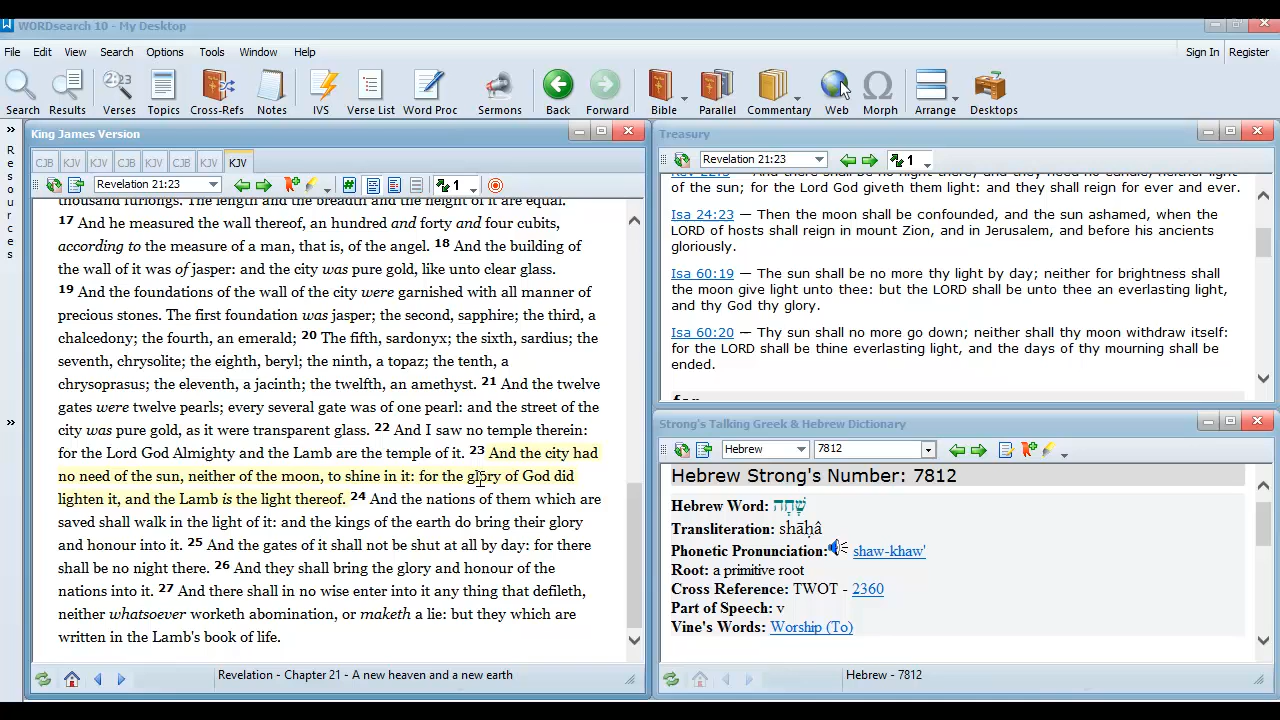 WORDsearch 10 - My Desktop
File Edit View Search Options Tools Window Help Sign In Register
Search Results Verses Topics Cross-Refs Notes IVS Verse List Word Proc Sermons Back Forward Bible Parallel Commentary Web Morph Arrange Desktops
»
R
e
s
o
u
r
c
e
s
»
King James Version
CJB KJV KJV CJB KJV CJB KJV KJV
Revelation 21:23 1
thousand furlongs. The length and the breadth and the height of it are equal.
17 And he measured the wall thereof, an hundred and forty and four cubits,
according to the measure of a man, that is, of the angel. 18 And the building of
the wall of it was of jasper: and the city was pure gold, like unto clear glass.
19 And the foundations of the wall of the city were garnished with all manner of
precious stones. The first foundation was jasper; the second, sapphire; the third, a
chalcedony; the fourth, an emerald; 20 The fifth, sardonyx; the sixth, sardius; the
seventh, chrysolite; the eighth, beryl; the ninth, a topaz; the tenth, a
chrysoprasus; the eleventh, a jacinth; the twelfth, an amethyst. 21 And the twelve
gates were twelve pearls; every several gate was of one pearl: and the street of the
city was pure gold, as it were transparent glass. 22 And I saw no temple therein:
for the Lord God Almighty and the Lamb are the temple of it. 23 And the city had
no need of the sun, neither of the moon, to shine in it: for the glory of God did
lighten it, and the Lamb is the light thereof. 24 And the nations of them which are
saved shall walk in the light of it: and the kings of the earth do bring their glory
and honour into it. 25 And the gates of it shall not be shut at all by day: for there
shall be no night there. 26 And they shall bring the glory and honour of the
nations into it. 27 And there shall in no wise enter into it any thing that defileth,
neither whatsoever worketh abomination, or maketh a lie: but they which are
written in the Lamb's book of life.
Revelation - Chapter 21 - A new heaven and a new earth
Treasury
Revelation 21:23 1
of the sun; for the Lord God giveth them light: and they shall reign for ever and ever.
Isa 24:23 — Then the moon shall be confounded, and the sun ashamed, when the
LORD of hosts shall reign in mount Zion, and in Jerusalem, and before his ancients
gloriously.
Isa 60:19 — The sun shall be no more thy light by day; neither for brightness shall
the moon give light unto thee: but the LORD shall be unto thee an everlasting light,
and thy God thy glory.
Isa 60:20 — Thy sun shall no more go down; neither shall thy moon withdraw itself:
for the LORD shall be thine everlasting light, and the days of thy mourning shall be
ended.
for
Strong's Talking Greek & Hebrew Dictionary
Hebrew 7812
Hebrew Strong's Number: 7812
Hebrew Word: שָׁחָה
Transliteration: shāḥâ
Phonetic Pronunciation: shaw-khaw'
Root: a primitive root
Cross Reference: TWOT - 2360
Part of Speech: v
Vine's Words: Worship (To)
Hebrew - 7812